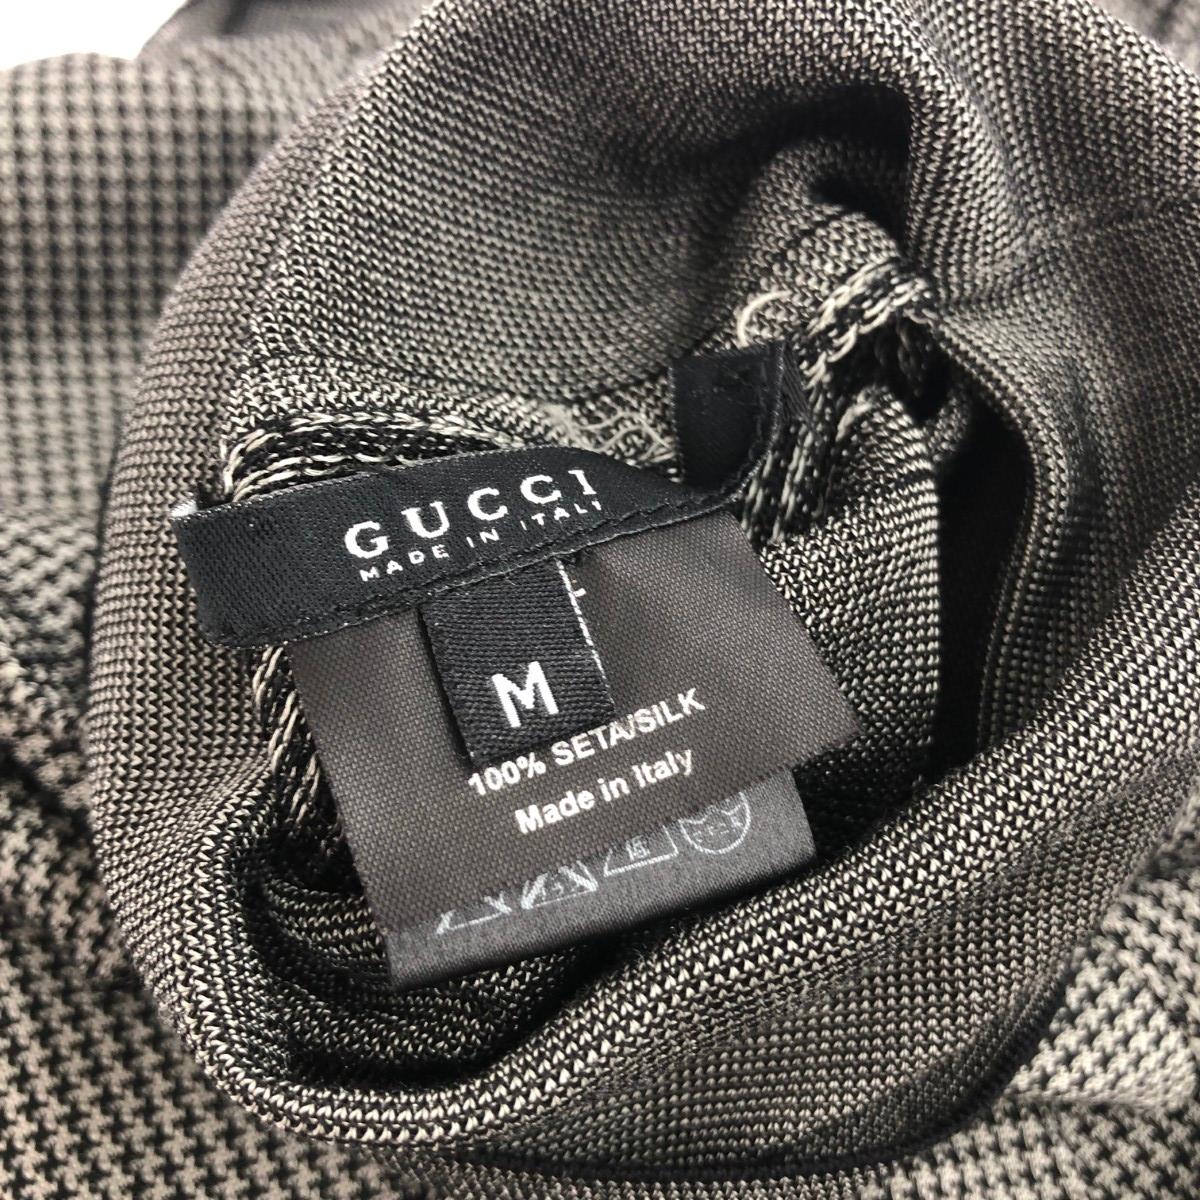 GUCCI
MADE IN ITALY
M
100% SETA/SILK
Made in Italy